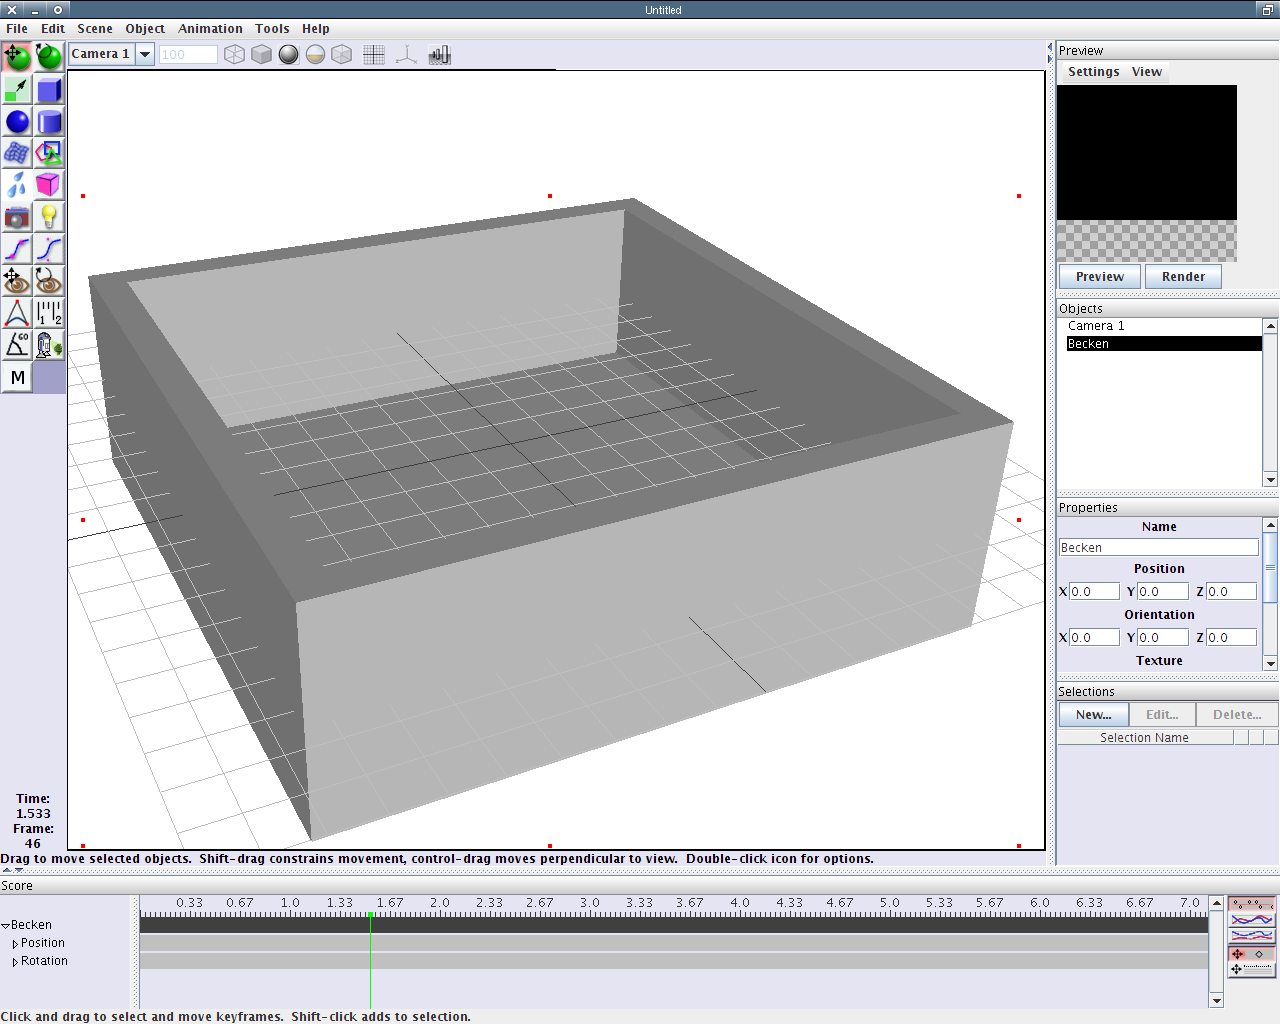 Untitled
File Edit Scene Object Animation Tools Help
Camera 1 100
Preview
Settings View
Preview Render
Objects
Camera 1
Becken
Properties
Name
Becken
Position
X 0.0 Y 0.0 Z 0.0
Orientation
X 0.0 Y 0.0 Z 0.0
Texture
Selections
New... Edit... Delete...
Selection Name
1 2
60
M
Time:
1.533
Frame:
46
Drag to move selected objects. Shift-drag constrains movement, control-drag moves perpendicular to view. Double-click icon for options.
Score
0.33 0.67 1.0 1.33 1.67 2.0 2.33 2.67 3.0 3.33 3.67 4.0 4.33 4.67 5.0 5.33 5.67 6.0 6.33 6.67 7.0
Becken
Position
Rotation
Click and drag to select and move keyframes. Shift-click adds to selection.